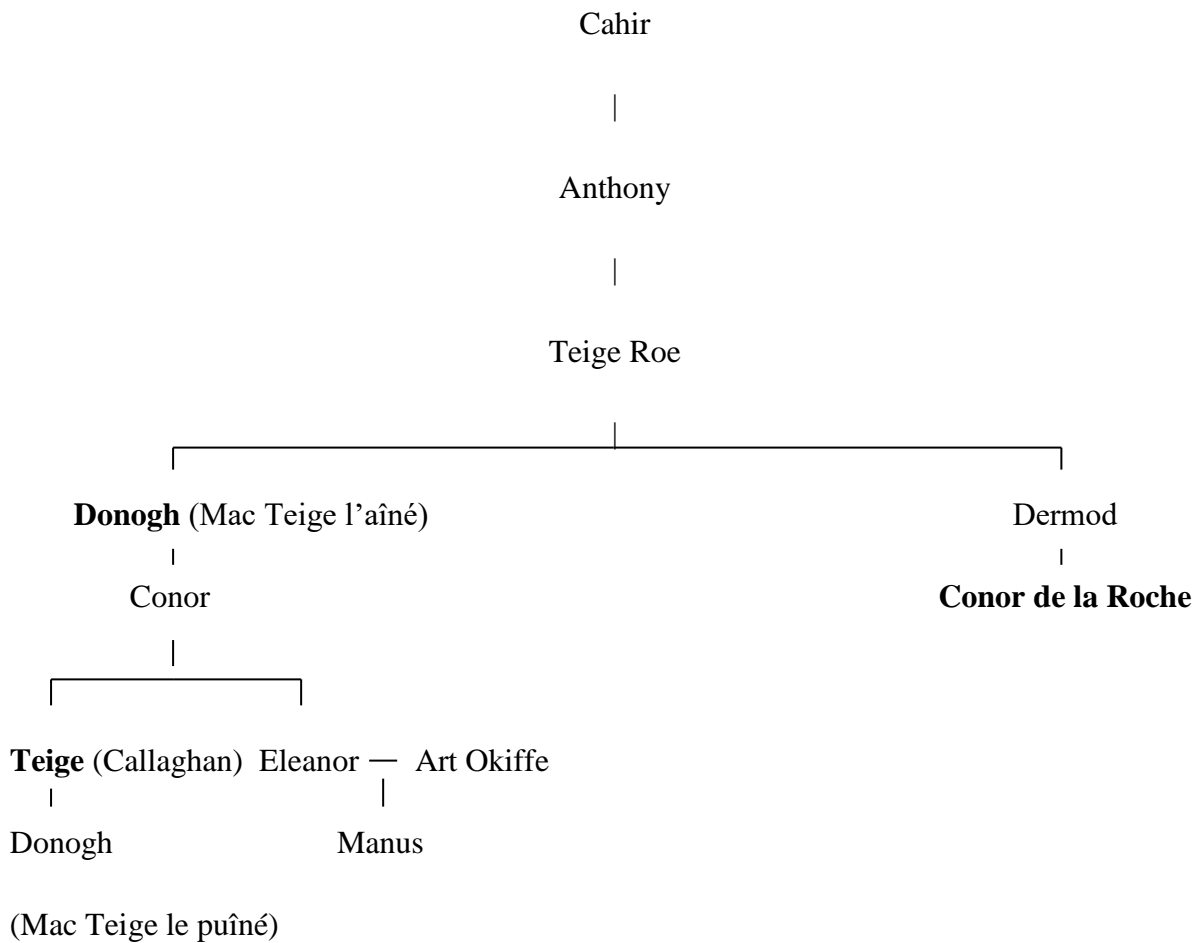 Cahir
Anthony
Teige Roe
Donogh (Mac Teige l’aîné) Dermod
Conor Conor de la Roche
Teige (Callaghan) Eleanor — Art Okiffe
Donogh Manus
(Mac Teige le puîné)